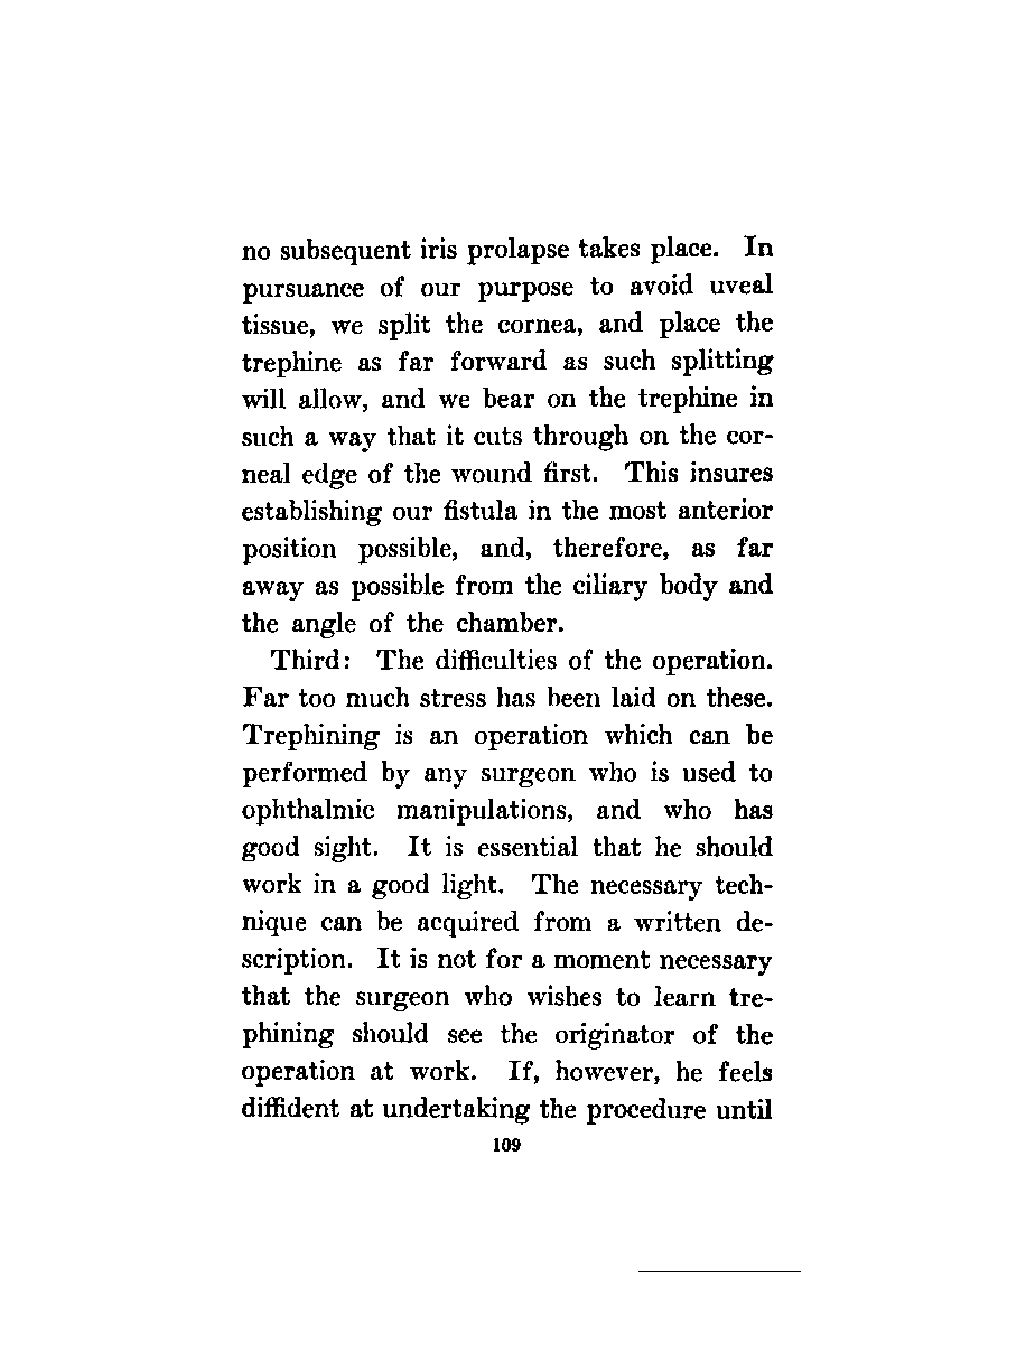 no subsequent iris prolapse takes place. In
pursuance of our purpose to avoid uveal
tissue, we split the cornea, and place the
trephine as far forward as such splitting
will allow, and we bear on the trephine in
such a way that it cuts through on the cor-
neal edge of the wound first. This insures
establishing our fistula in the most anterior
position possible, and, therefore, as far
away as possible from the ciliary body and
the angle of the chamber.
Third: The difficulties of the operation.
Far too much stress has been laid on these.
Trephining is an operation which can be
performed by any surgeon who is used to
ophthalmic manipulations, and who has
good sight. It is essential that he should
work in a good light. The necessary tech-
nique can be acquired from a written de-
scription. It is not for a moment necessary
that the surgeon who wishes to learn tre-
phining should see the originator of the
operation at work. If, however, he feels
diffident at undertaking the procedure until
109